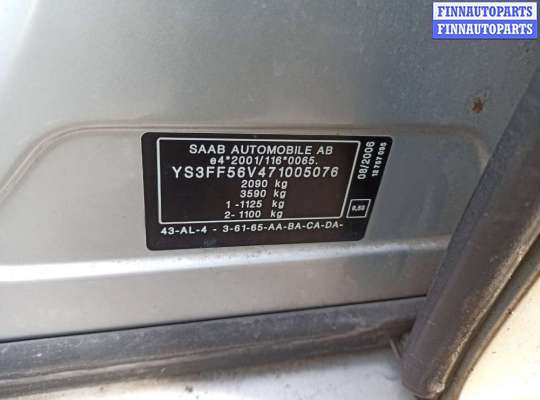 FINNAUTOPARTS
FINNAUTOPARTS
SAAB AUTOMOBILE AB
e4*2001/116*0065.
YS3FF56V471005076
2090 kg
3590 kg
1 -1125 kg
2- 1100 kg
43-AL-4 - 3-61-65-AA-BA-CA-DA-
08/2006